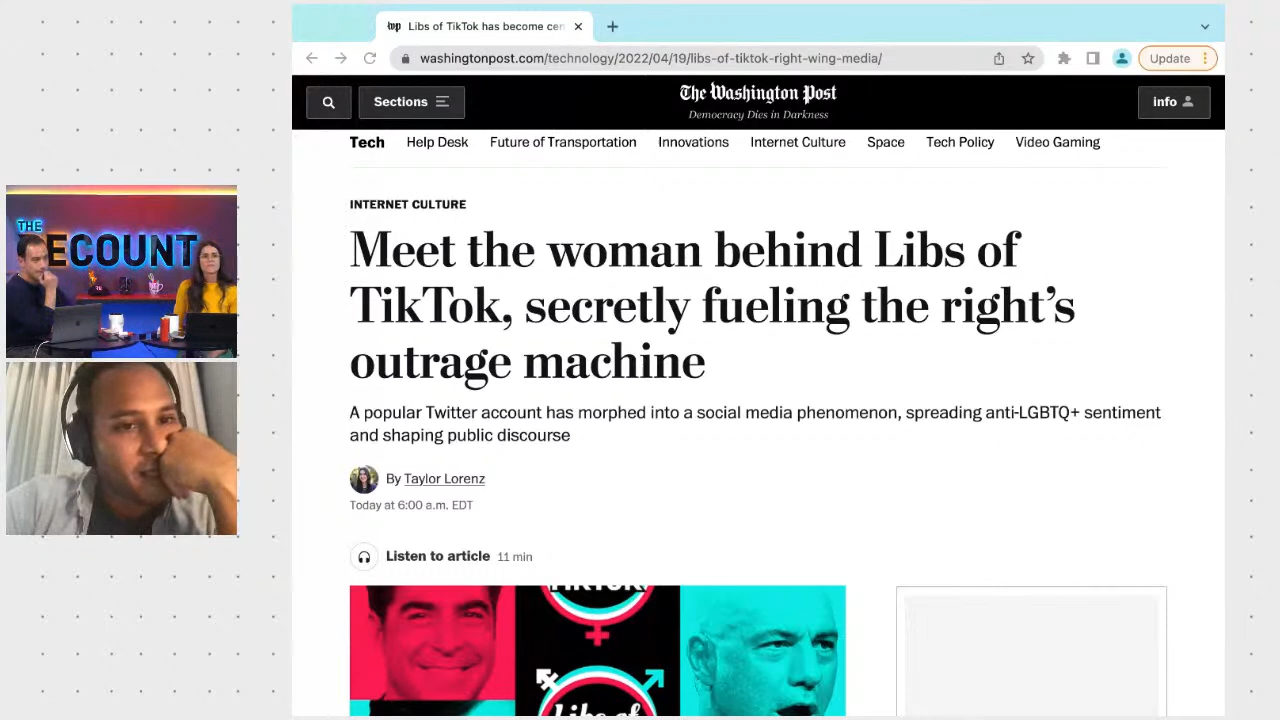 Libs of TikTok has become cen
washingtonpost.com/technology/2022/04/19/libs-of-tiktok-right-wing-media/
Update
Sections
The Washington Post
Democracy Dies in Darkness
info
Tech Help Desk Future of Transportation Innovations Internet Culture Space Tech Policy Video Gaming
INTERNET CULTURE
Meet the woman behind Libs of
TikTok, secretly fueling the right's
outrage machine
A popular Twitter account has morphed into a social media phenomenon, spreading anti-LGBTQ+ sentiment
and shaping public discourse
By Taylor Lorenz
Today at 6:00 a.m. EDT
Listen to article 11 min
TIKTOK
Libs of
THE
ECOUNT